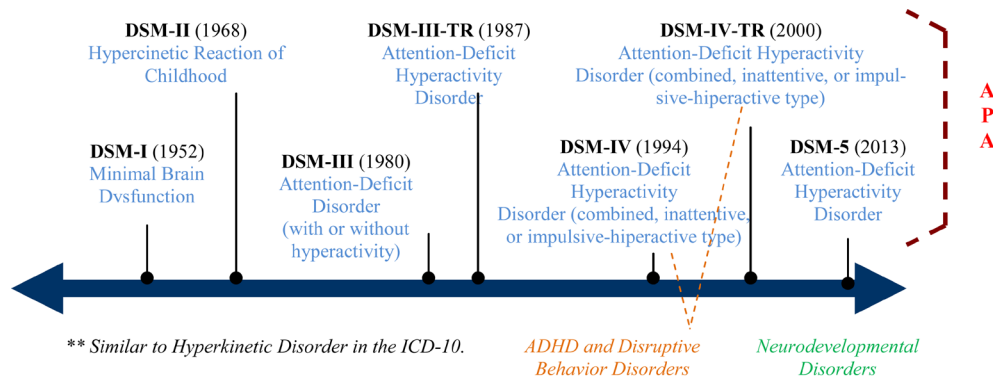 DSM-II (1968)
Hypercinetic Reaction of
Childhood
DSM-III-TR (1987)
Attention-Deficit
Hyperactivity
Disorder
DSM-IV-TR (2000)
Attention-Deficit Hyperactivity
Disorder (combined, inattentive, or impul-
sive-hiperactive type)
A
P
A
DSM-I (1952)
Minimal Brain
Dvsfunction
DSM-III (1980)
Attention-Deficit
Disorder
(with or without
hyperactivity)
DSM-IV (1994)
Attention-Deficit
Hyperactivity
Disorder (combined, inattentive,
or impulsive-hiperactive type)
DSM-5 (2013)
Attention-Deficit
Hyperactivity
Disorder
** Similar to Hyperkinetic Disorder in the ICD-10.
ADHD and Disruptive
Behavior Disorders
Neurodevelopmental
Disorders